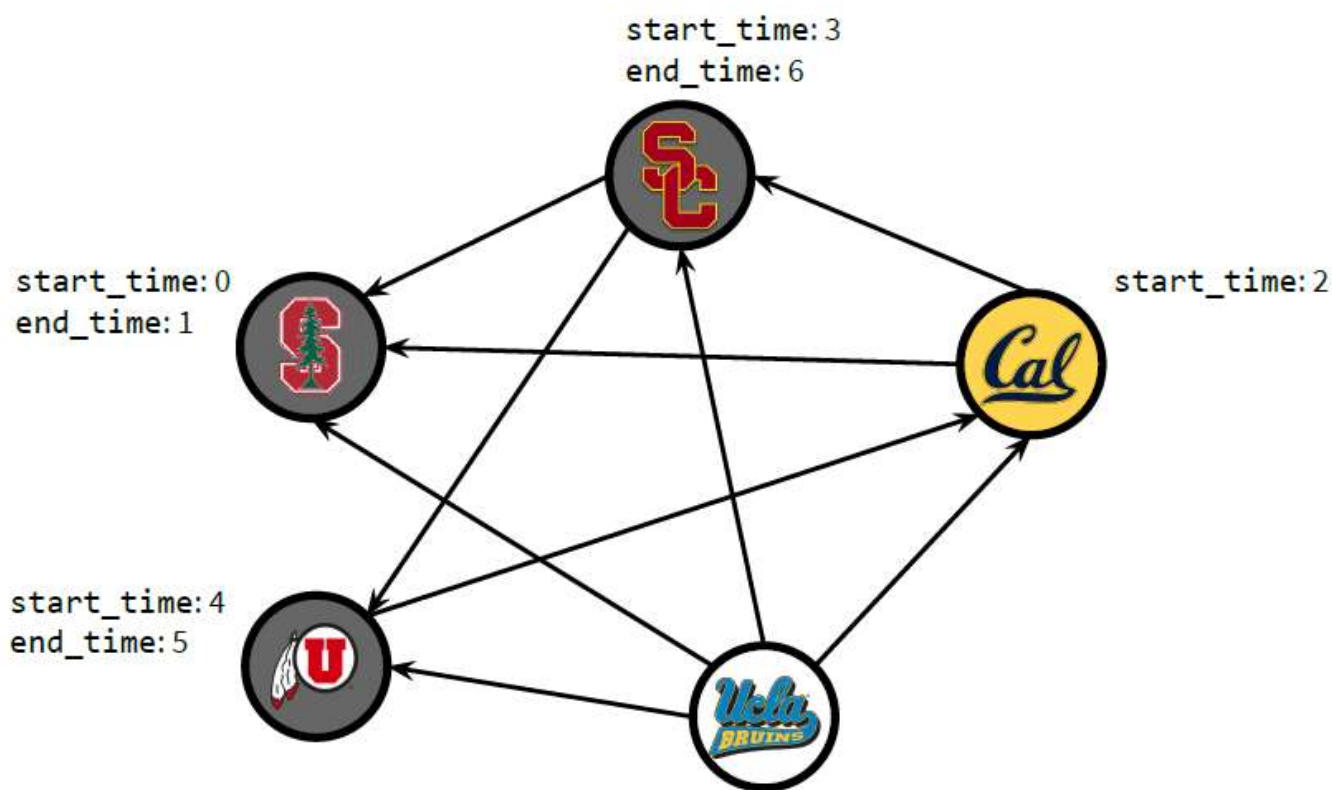 start_time: 3
end_time: 6
SC
start_time: 0
end_time: 1
S
start_time: 2
Cal
start_time: 4
end_time: 5
U
Ucla
BRUINS